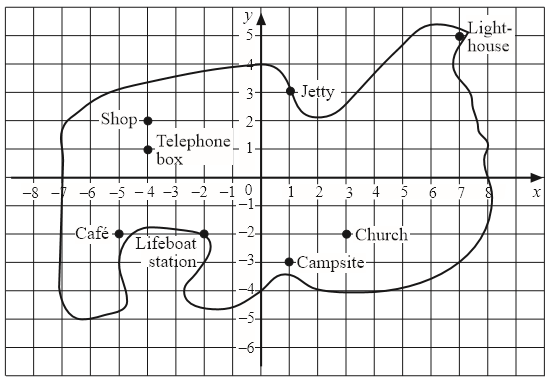 y
5
Light-
house
4
3
Jetty
Shop
2
Telephone
box
1
–8 –7 –6 –5 –4 –3 –2 –1 0 1 2 3 4 5 6 7 8 x
–1
Café
Lifeboat
station
–2
Church
–3
Campsite
–4
–5
–6